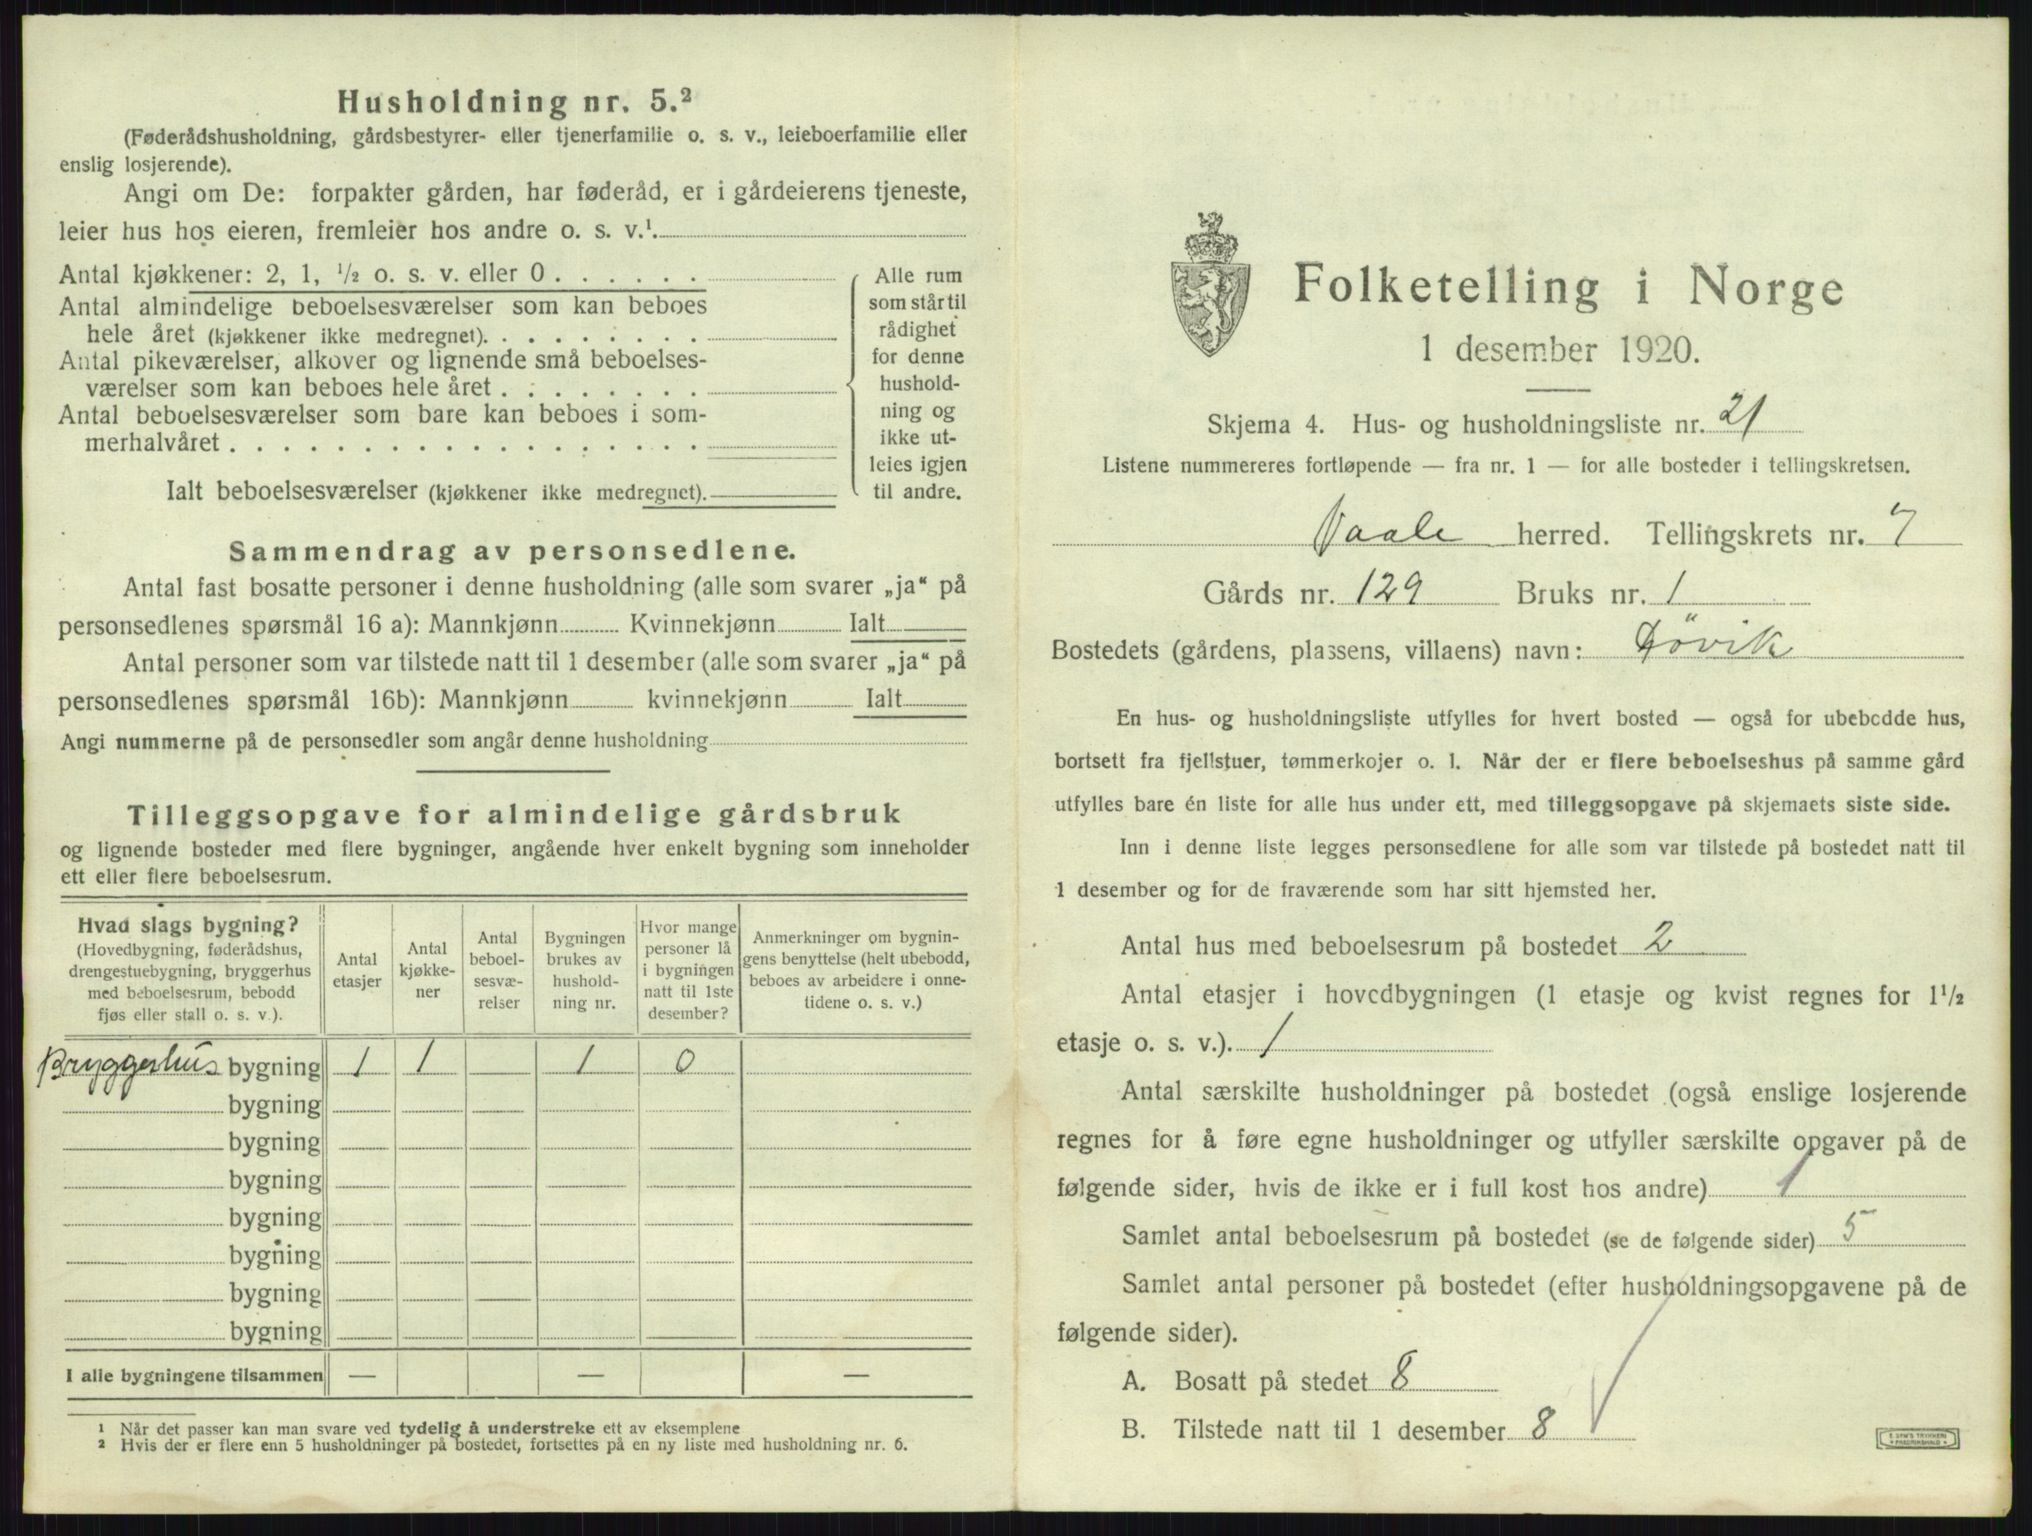 Husholdning nr. 5.²
(Føderådshusholdning, gårdsbestyrer- eller tjenerfamilie o. s. v., leieboerfamilie eller
enslig losjerende).
Angi om De: forpakter gården, har føderåd, er i gårdeierens tjeneste,
leier hus hos eieren, fremleier hos andre o. s. v.¹.
Antal kjøkkener: 2, 1, ½ o. s. v. eller 0 . . . . . .
Antal almindelige beboelsesværelser som kan beboes
hele året (kjøkkener ikke medregnet). . . . . . . . .
Antal pikeværelser, alkover og lignende små beboelses-
værelser som kan beboes hele året . . . . . . . .
Antal beboelsesværelser som bare kan beboes i som-
merhalvåret . . . . . . . . . . . . . . . . . .
Ialt beboelsesværelser (kjøkkener ikke medregnet).
Alle rum
som står til
rådighet
for denne
hushold-
ning og
ikke ut-
leies igjen
til andre.
Sammendrag av personsedlene.
Antal fast bosatte personer i denne husholdning (alle som svarer „ja“ på
personsedlenes spørsmål 16 a): Mannkjønn Kvinnekjønn Ialt
Antal personer som var tilstede natt til 1 desember (alle som svarer „ja“ på
personsedlenes spørsmål 16b): Mannkjønn kvinnekjønn Ialt
Angi nummerne på de personsedler som angår denne husholdning
Tilleggsopgave for almindelige gårdsbruk
og lignende bosteder med flere bygninger, angående hver enkelt bygning som inneholder
ett eller flere beboelsesrum.
Hvad slags bygning?
(Hovedbygning, føderådshus,
drengestuebygning, bryggerhus
med beboelsesrum, bebodd
fjøs eller stall o. s. v.).
Antal
etasjer
Antal
kjøkke-
ner
Antal
beboel-
sesvæ-
relser
Bygningen
brukes av
hushold-
ning nr.
Hvor mange
personer lå
i bygningen
natt til 1ste
desember?
Anmerkninger om bygnin-
gens benyttelse (helt ubebodd,
beboes av arbeidere i onne-
tidene o. s. v.)
Bryggerhus bygning 1 1 1 0
bygning
bygning
bygning
bygning
bygning
bygning
bygning
I alle bygningene tilsammen — — —
¹ Når det passer kan man svare ved tydelig å understreke ett av eksemplene
² Hvis der er flere enn 5 husholdninger på bostedet, fortsettes på en ny liste med husholdning nr. 6.
Folketelling i Norge
1 desember 1920.
Skjema 4. Hus- og husholdningsliste nr. 21
Listene nummereres fortløpende — fra nr. 1 — for alle bosteder i tellingskretsen.
Vaale herred. Tellingskrets nr. 7
Gårds nr. 129 Bruks nr. 1
Bostedets (gårdens, plassens, villaens) navn: Løvik
En hus- og husholdningsliste utfylles for hvert bosted — også for ubebodde hus,
bortsett fra fjellstuer, tømmerkojer o. l. Når der er flere beboelseshus på samme gård
utfylles bare én liste for alle hus under ett, med tilleggsopgave på skjemaets siste side.
Inn i denne liste legges personsedlene for alle som var tilstede på bostedet natt til
1 desember og for de fraværende som har sitt hjemsted her.
Antal hus med beboelsesrum på bostedet 2
Antal etasjer i hovedbygningen (1 etasje og kvist regnes for 1½
etasje o. s. v.). 1
Antal særskilte husholdninger på bostedet (også enslige losjerende
regnes for å føre egne husholdninger og utfyller særskilte opgaver på de
følgende sider, hvis de ikke er i full kost hos andre) 1
Samlet antal beboelsesrum på bostedet (se de følgende sider) 5
Samlet antal personer på bostedet (efter husholdningsopgavene på de
følgende sider).
A. Bosatt på stedet 8
B. Tilstede natt til 1 desember 8